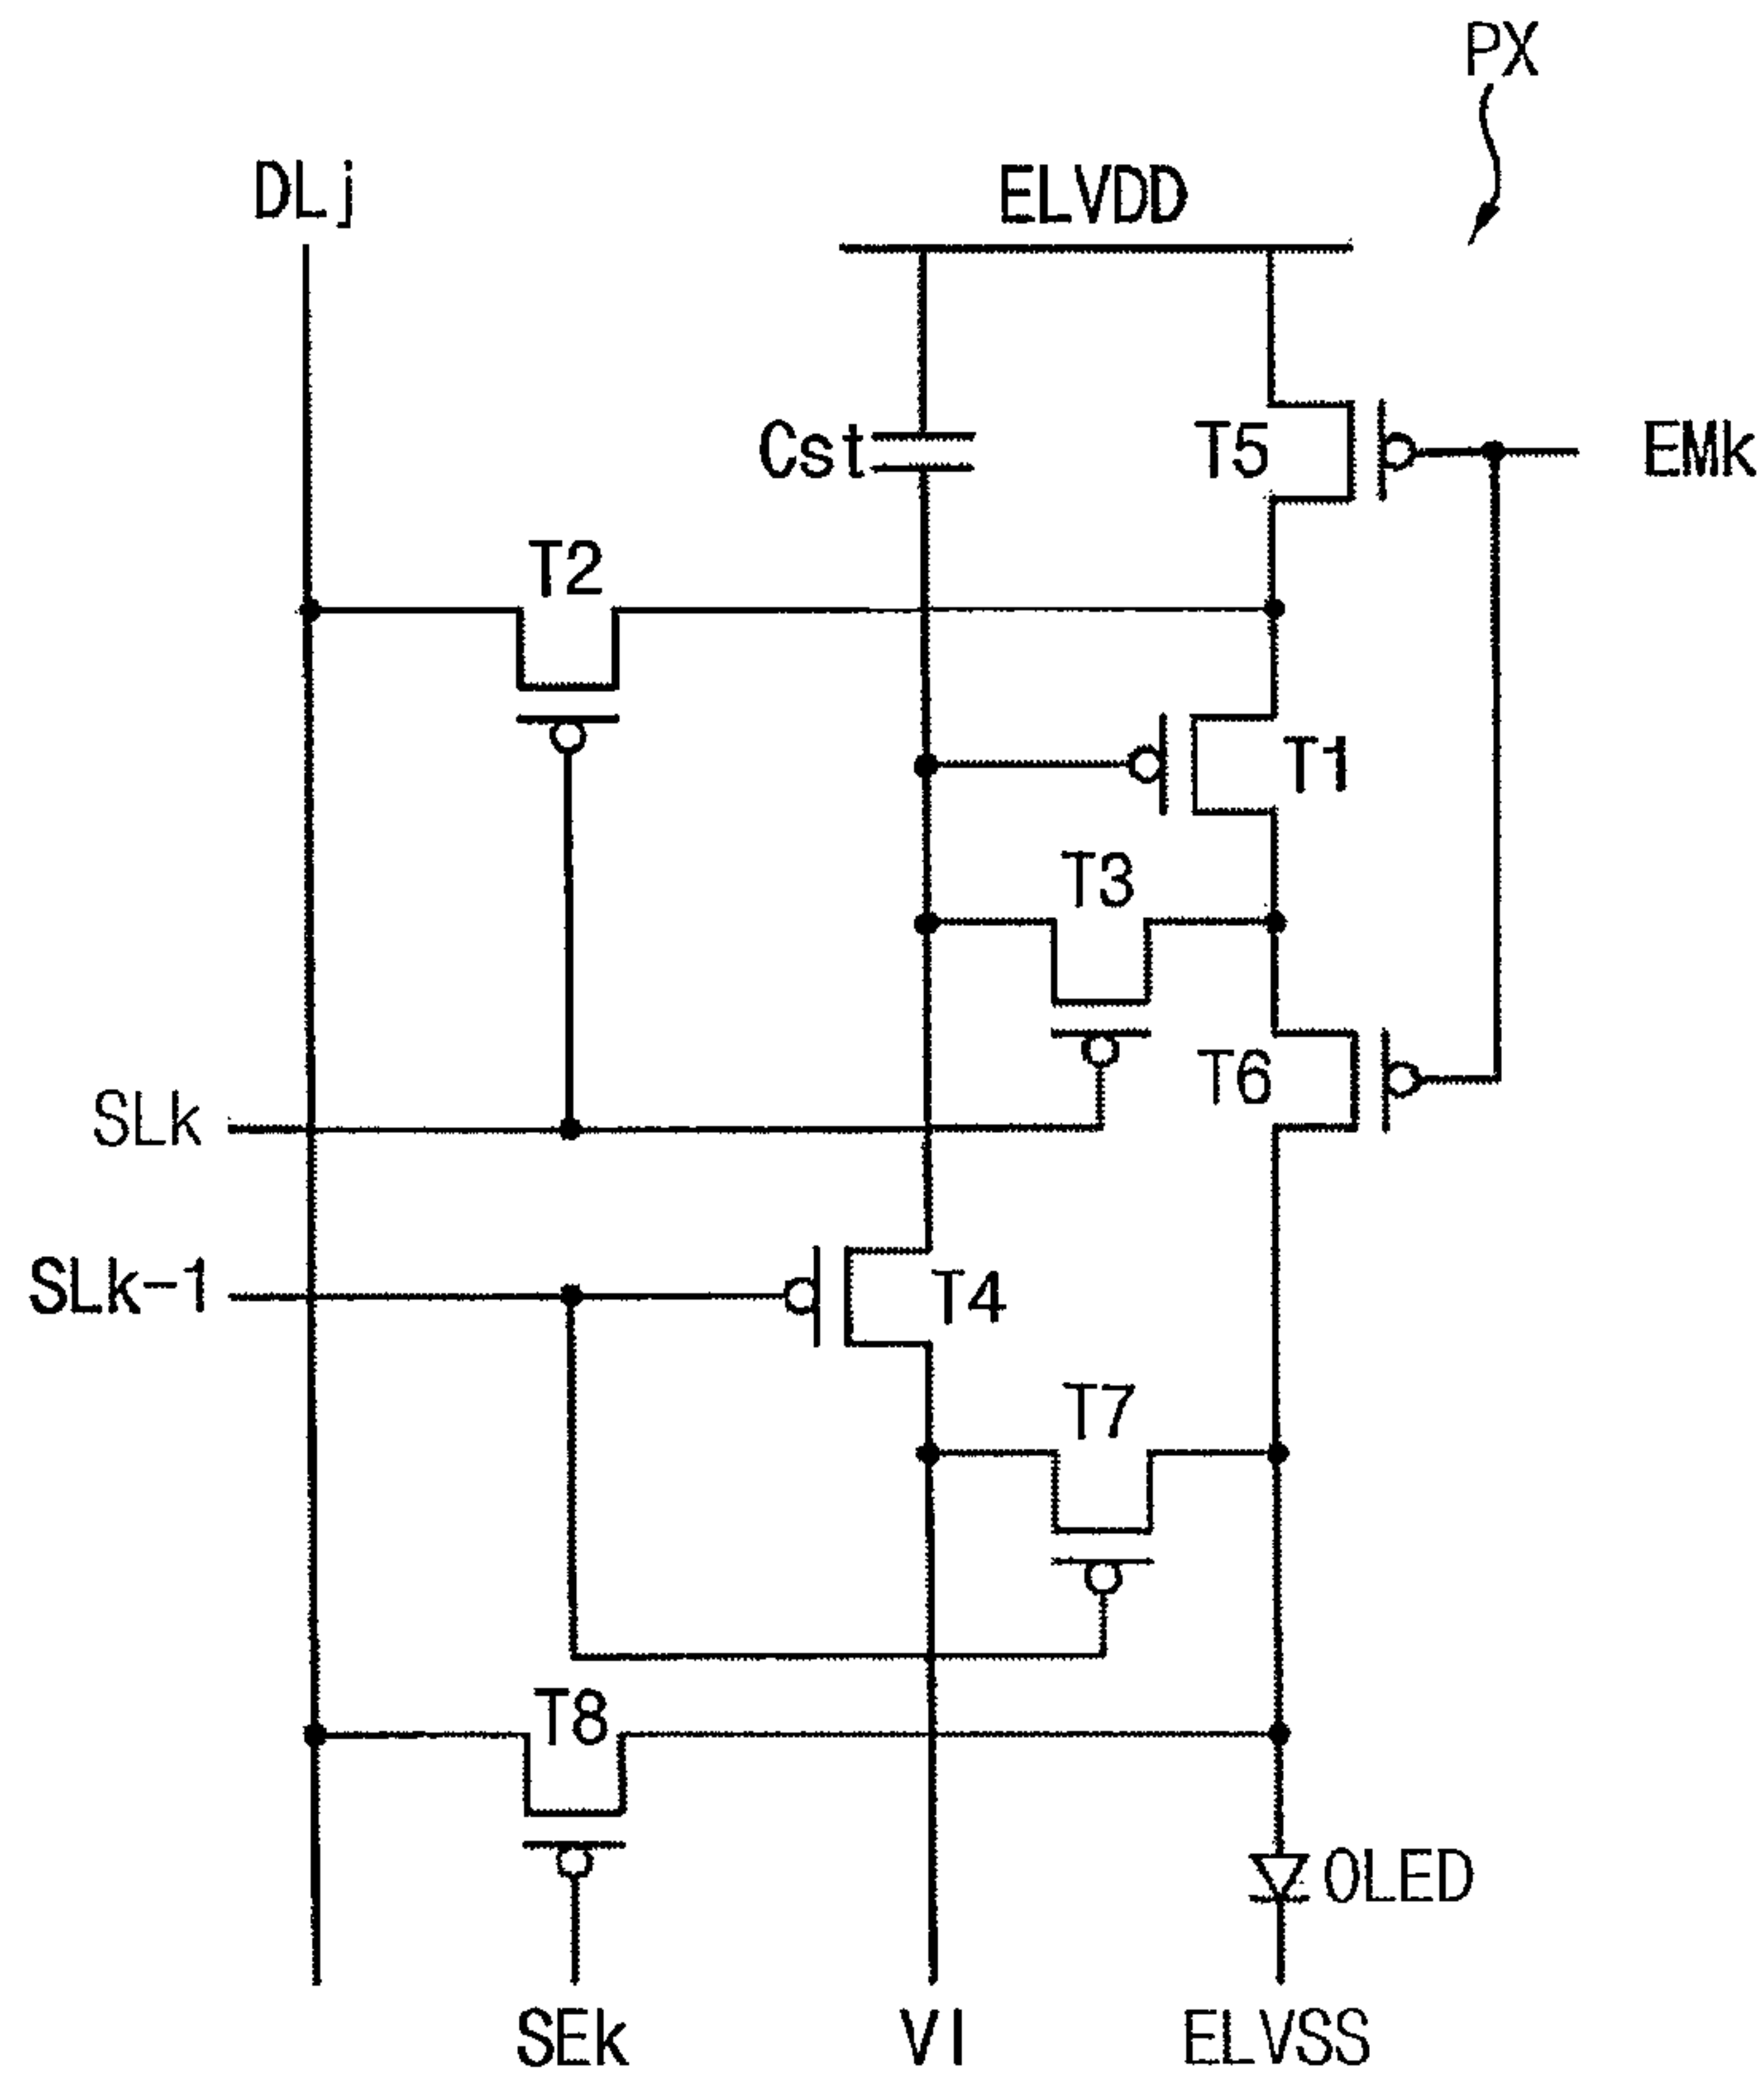 PX
DLj
ELVDD
Cst
T5
EMk
T2
T1
T3
T6
SLk
SLk-1
T4
T7
T8
OLED
SEk
VI
ELVSS